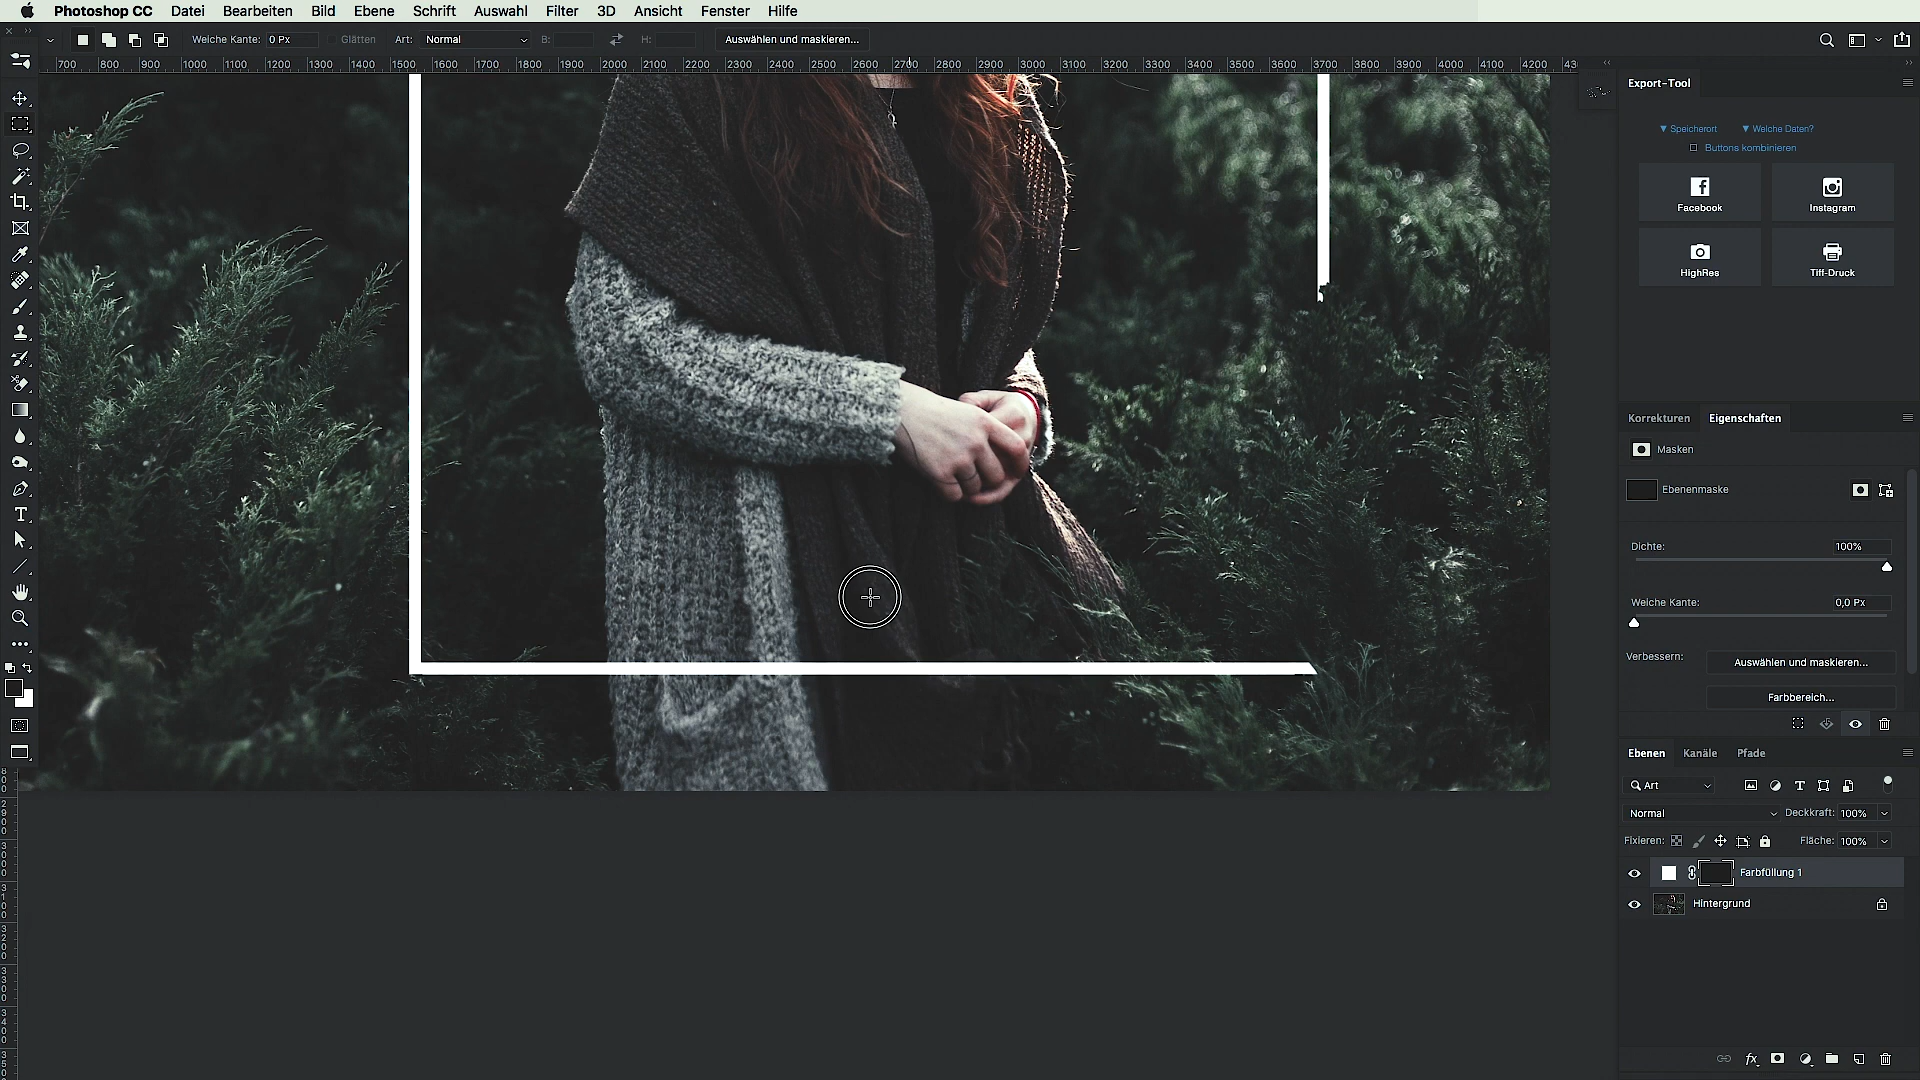 Photoshop CC Datei Bearbeiten Bild Ebene Schrift Auswahl Filter 3D Ansicht Fenster Hilfe
Weiche Kante: 0 Px Glätten Art: Normal B: H: Auswählen und maskieren...
700 800 900 1000 1100 1200 1300 1400 1500 1600 1700 1800 1900 2000 2100 2200 2300 2400 2500 2600 2700 2800 2900 3000 3100 3200 3300 3400 3500 3600 3700 3800 3900 4000 4100 4200
Export-Tool
Speicherort Welche Daten?
Buttons kombinieren
Facebook Instagram
HighRes Tiff-Druck
Korrekturen Eigenschaften
Masken
Ebenenmaske
Dichte: 100%
Weiche Kante: 0,0 Px
Verbessern: Auswählen und maskieren...
Farbbereich...
Ebenen Kanäle Pfade
Art
Normal Deckkraft: 100%
Fixieren: Fläche: 100%
Farbfüllung 1
Hintergrund